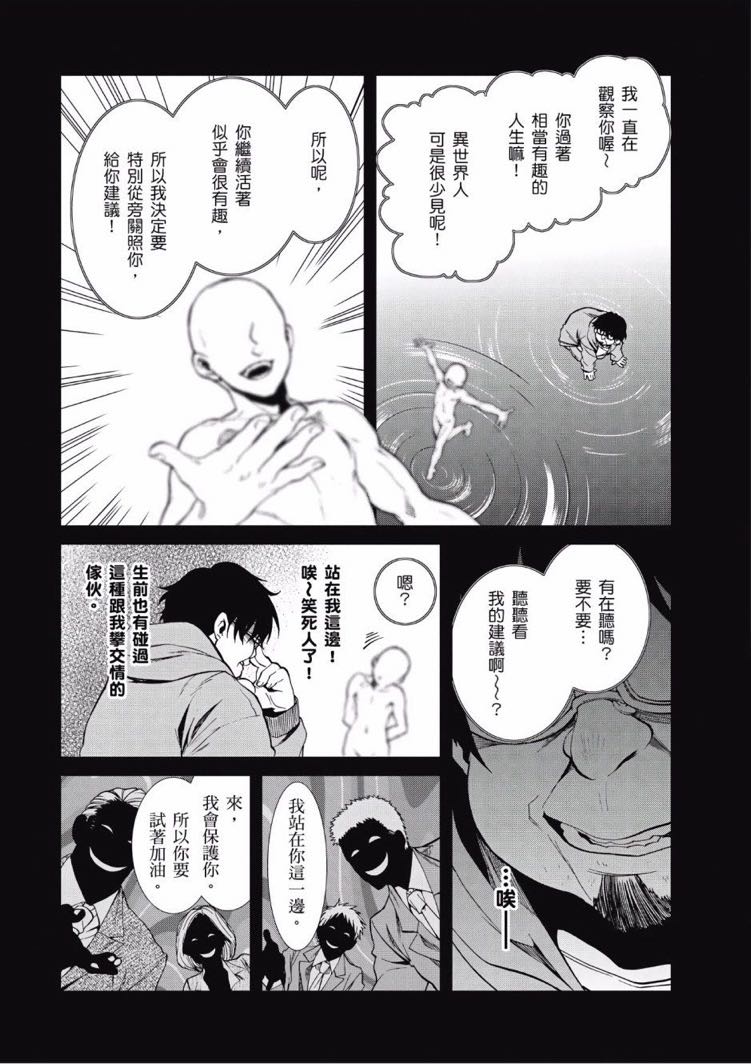 我一直在
觀察你喔～
你過著
相當有趣的
人生嘛！
異世界人
可是很少見呢！
所以呢，
你繼續活著
似乎會很有趣，
所以我決定要
特別從旁關照你，
給你建議！
有在聽嗎？
要不要…
聽聽看
我的建議啊～？
……唉——
嗯？
站在我這邊！
唉～笑死人了！
生前也有碰過
這種跟我攀交情的
傢伙。
我站在你這一邊。
來，
我會保護你。
所以你要
試著加油。